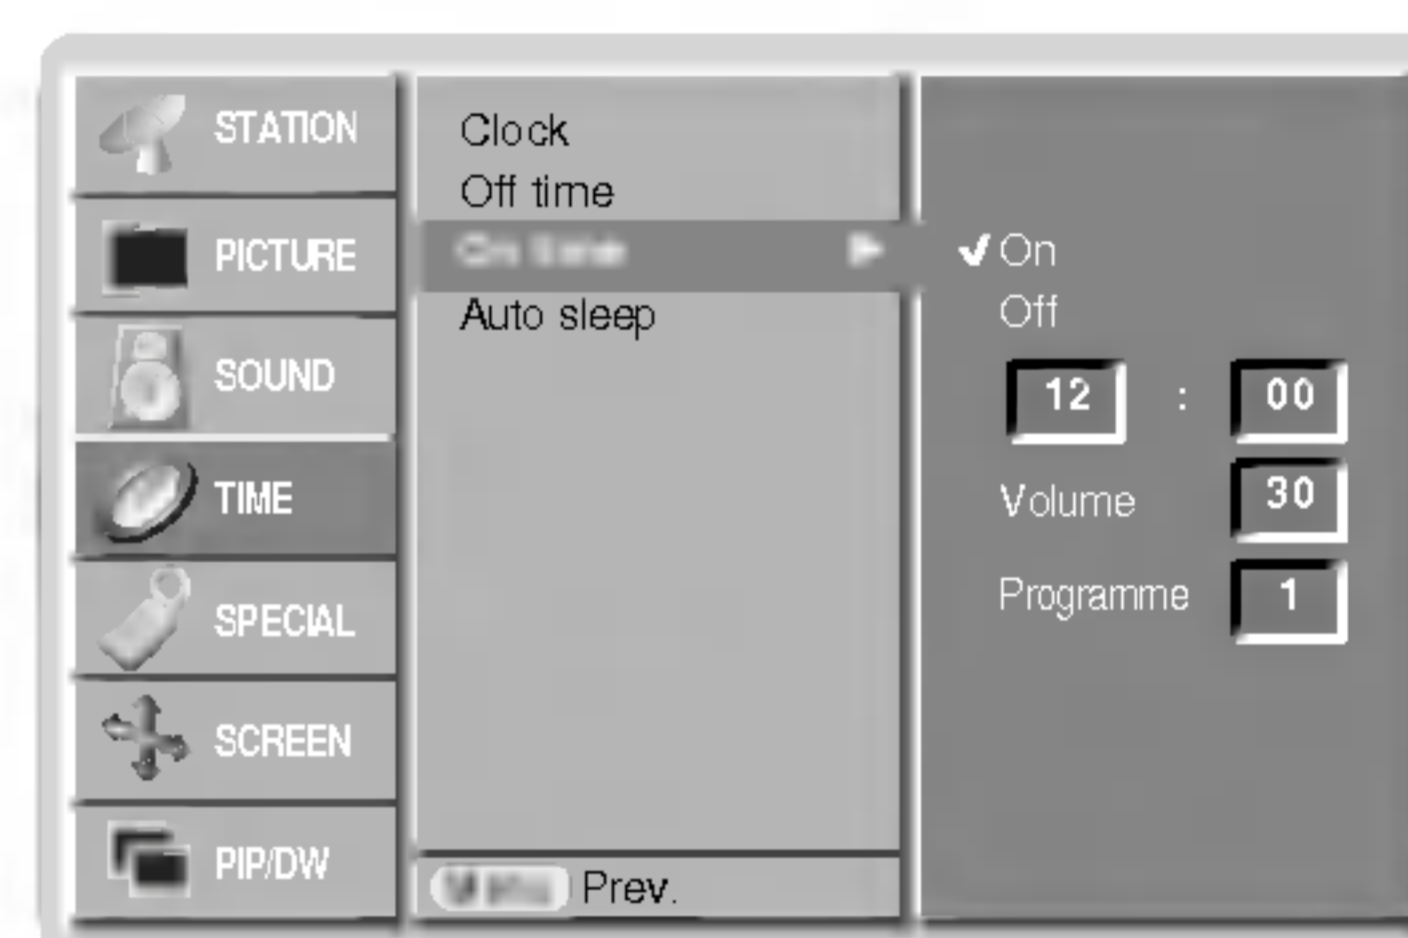 STATION
PICTURE
SOUND
TIME
SPECIAL
SCREEN
PIP/DW
Clock
Off time
Auto sleep
Prev.
On
Off
12 : 00
Volume 30
Programme 1